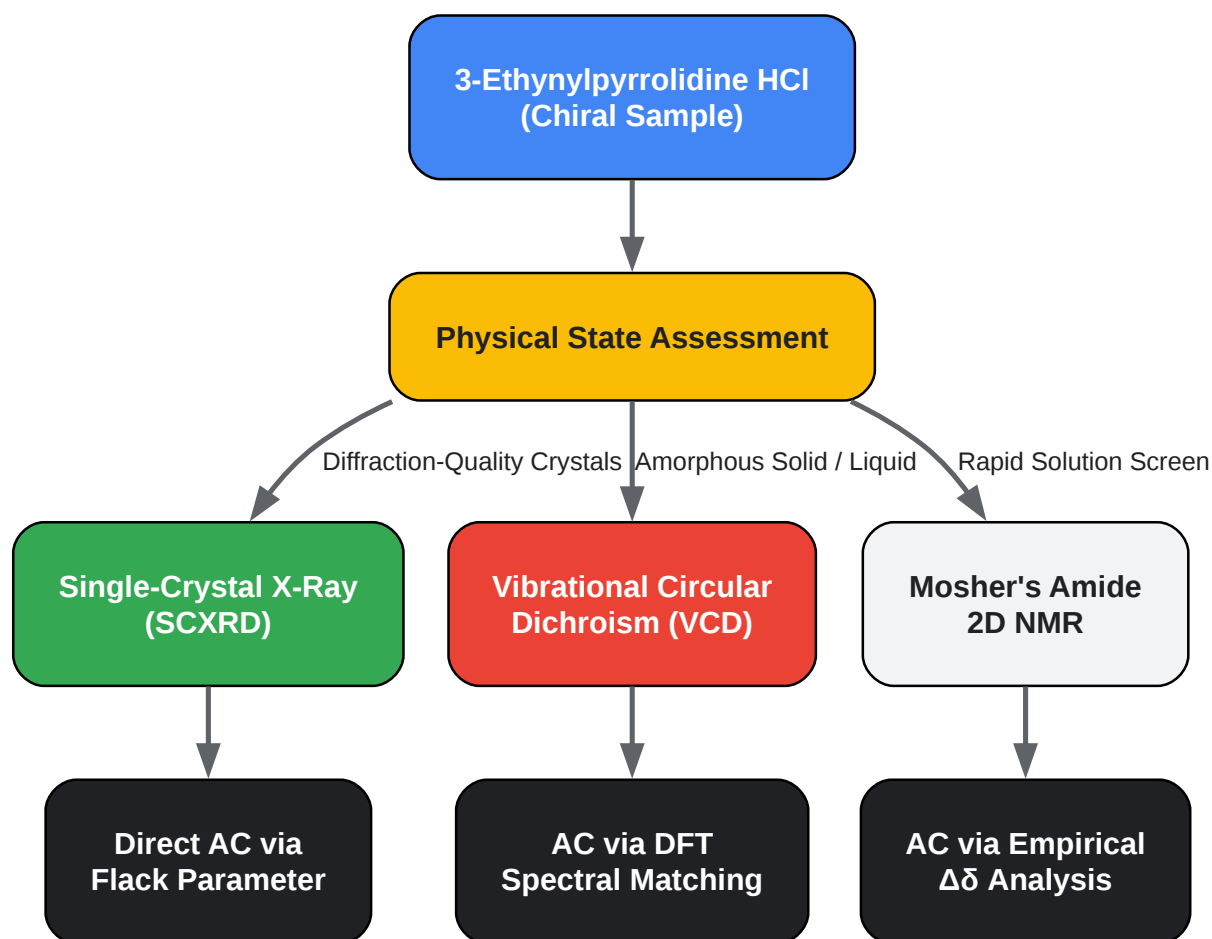 3-Ethynylpyrrolidine HCl
(Chiral Sample)
Physical State Assessment
Diffraction-Quality Crystals
Amorphous Solid / Liquid
Rapid Solution Screen
Single-Crystal X-Ray
(SCXRD)
Vibrational Circular
Dichroism (VCD)
Mosher's Amide
2D NMR
Direct AC via
Flack Parameter
AC via DFT
Spectral Matching
AC via Empirical
Δδ Analysis